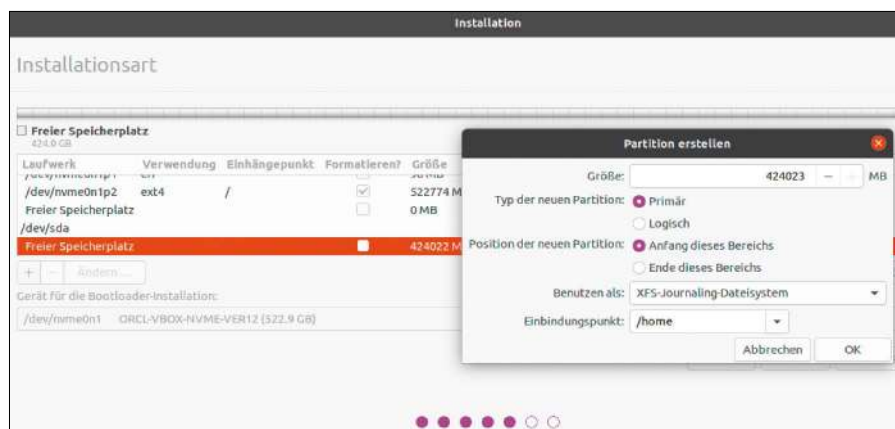 Installation
Installationsart
Freier Speicherplatz
424.0 GB
Laufwerk Verwendung Einhängepunkt Formatieren? Größe
/dev/nvme0n1p2 ext4 / 522774 M
Freier Speicherplatz 0 MB
/dev/sda
Freier Speicherplatz 424022 M
+ - Ändern ...
Gerät für die Bootloader-Installation:
/dev/nvme0n1 ORCL-VBOX-NVME-VER12 (522.9 GB)
Partition erstellen
Größe: 424023 - + MB
Typ der neuen Partition: Primär
Logisch
Position der neuen Partition: Anfang dieses Bereichs
Ende dieses Bereichs
Benutzen als: XFS-Journaling-Dateisystem
Einbindungspunkt: /home
Abbrechen OK